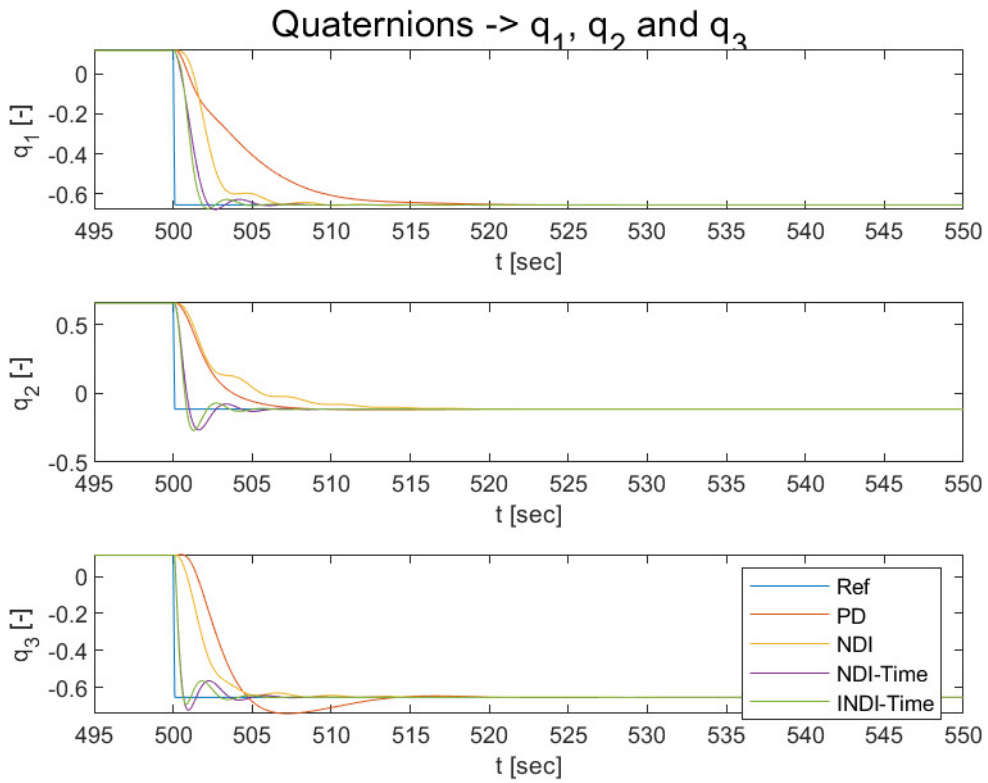 Quaternions -> q₁, q₂ and q₃
0
-0.2
-0.4
-0.6
q₁ [-]
495 500 505 510 515 520 525 530 535 540 545 550
t [sec]
0.5
0
-0.5
q₂ [-]
495 500 505 510 515 520 525 530 535 540 545 550
t [sec]
0
-0.2
-0.4
-0.6
q₃ [-]
Ref
PD
NDI
NDI-Time
INDI-Time
495 500 505 510 515 520 525 530 535 540 545 550
t [sec]